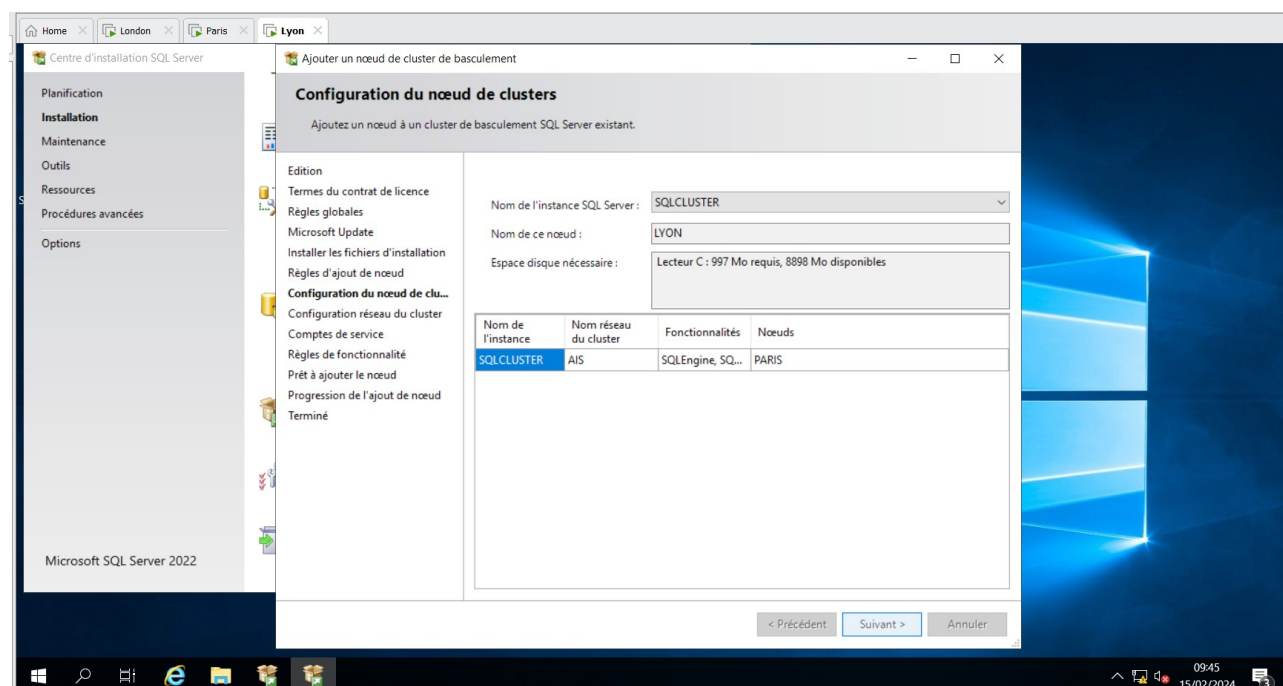 Home
London
Paris
Lyon
Centre d'installation SQL Server
Planification
Installation
Maintenance
Outils
Ressources
Procédures avancées
Options
Microsoft SQL Server 2022
Ajouter un nœud de cluster de basculement
Configuration du nœud de clusters
Ajoutez un nœud à un cluster de basculement SQL Server existant.
Edition
Termes du contrat de licence
Règles globales
Microsoft Update
Installer les fichiers d'installation
Règles d'ajout de nœud
Configuration du nœud de clu...
Configuration réseau du cluster
Comptes de service
Règles de fonctionnalité
Prêt à ajouter le nœud
Progression de l'ajout de nœud
Terminé
Nom de l'instance SQL Server : SQLCLUSTER
Nom de ce nœud : LYON
Espace disque nécessaire : Lecteur C : 997 Mo requis, 8898 Mo disponibles
Nom de l'instance Nom réseau du cluster Fonctionnalités Nœuds
SQLCLUSTER AIS SQLEngine, SQ... PARIS
< Précédent Suivant > Annuler
09:45
15/02/2024
3